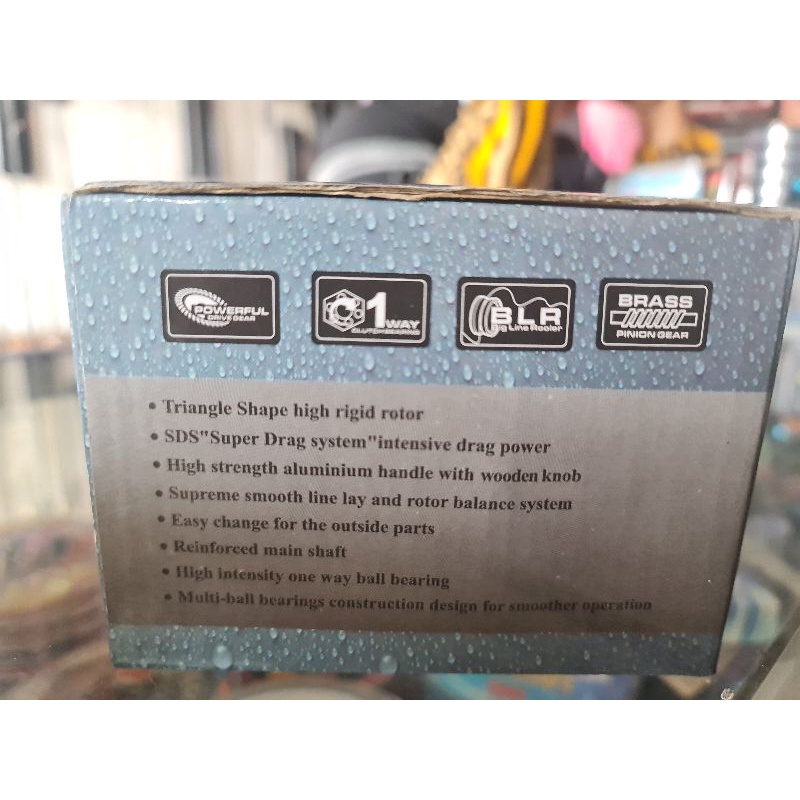 POWERFUL
DRIVE GEAR
1
WAY
CLUTCH BEARING
BLR
Big Line Rooler
BRASS
PINION GEAR
• Triangle Shape high rigid rotor
• SDS"Super Drag system"intensive drag power
• High strength aluminium handle with wooden knob
• Supreme smooth line lay and rotor balance system
• Easy change for the outside parts
• Reinforced main shaft
• High intensity one way ball bearing
• Multi-ball bearings construction design for smoother operation